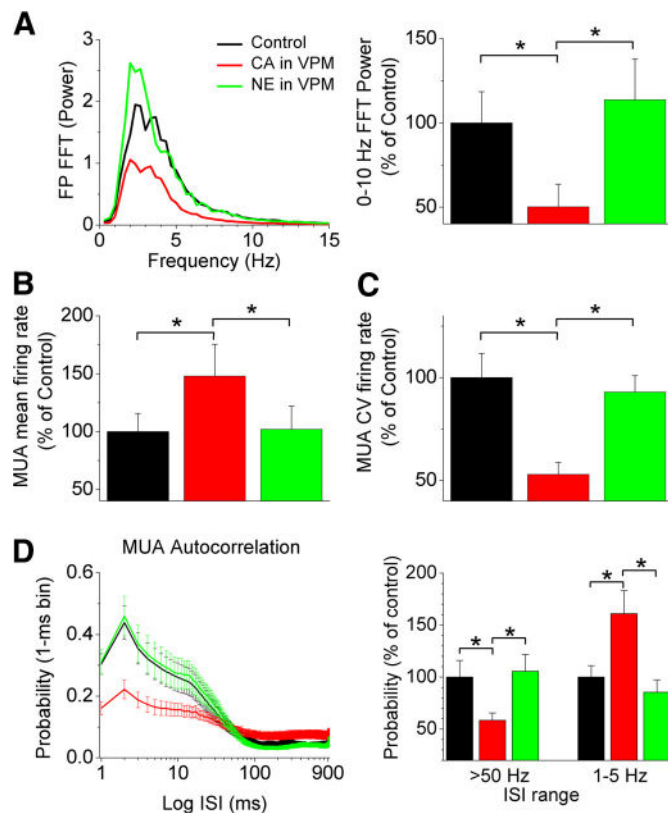 A
FP FFT (Power)
3
2
1
0
0
5
10
15
Frequency (Hz)
Control
CA in VPM
NE in VPM
0-10 Hz FFT Power
(% of Control)
100
50
*
*
B
MUA mean firing rate
(% of Control)
200
150
100
50
*
*
C
MUA CV firing rate
(% of Control)
100
50
*
*
D
MUA Autocorrelation
Probability (1-ms bin)
0.6
0.4
0.2
0.0
1
10
100
900
Log ISI (ms)
Probability (% of control)
200
150
100
50
*
*
*
*
>50 Hz
1-5 Hz
ISI range